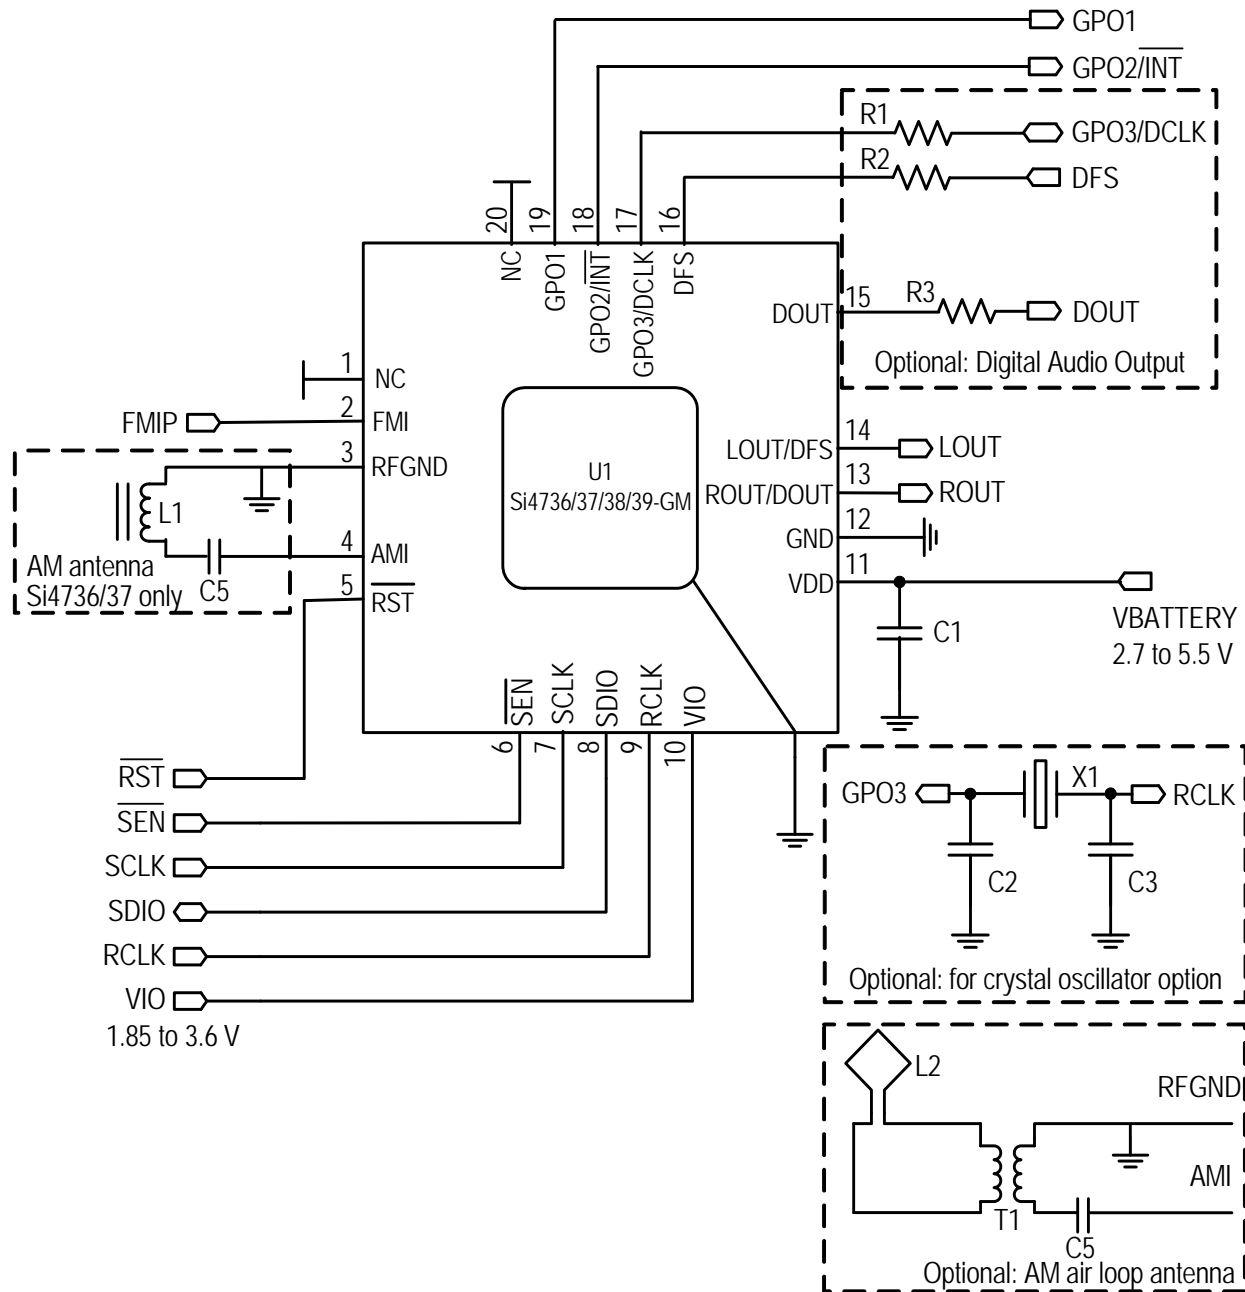 GPO1
GPO2/INT
R1
GPO3/DCLK
R2
DFS
20
19
18
17
16
NC
GPO1
GPO2/INT
GPO3/DCLK
DFS
DOUT
15
R3
DOUT
Optional: Digital Audio Output
1
NC
FMIP
2
FMI
3
RFGND
L1
4
AMI
AM antenna
Si4736/37 only
C5
5
RST
U1
Si4736/37/38/39-GM
LOUT/DFS
14
LOUT
ROUT/DOUT
13
ROUT
GND
12
VDD
11
C1
VBATTERY
2.7 to 5.5 V
SEN
SCLK
SDIO
RCLK
VIO
6
7
8
9
10
RST
SEN
SCLK
SDIO
RCLK
VIO
1.85 to 3.6 V
GPO3
X1
RCLK
C2
C3
Optional: for crystal oscillator option
L2
RFGND
AMI
T1
C5
Optional: AM air loop antenna